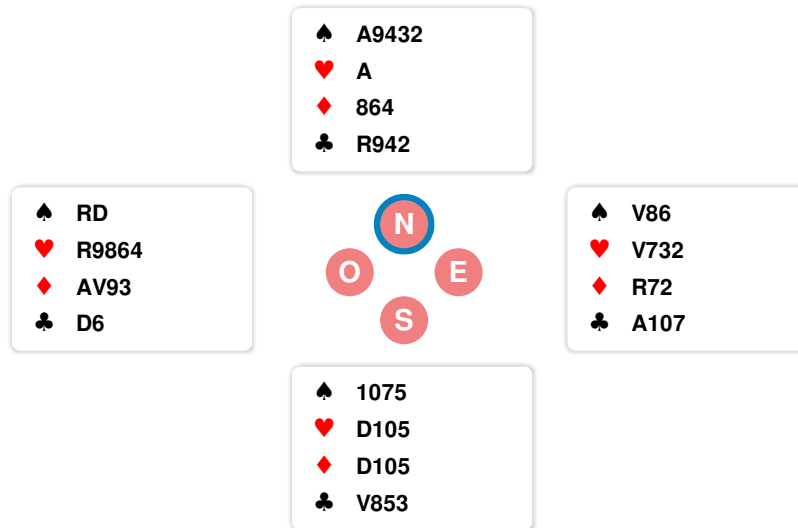 ♠ A9432
♥ A
♦ 864
♣ R942
♠ RD
♥ R9864
♦ AV93
♣ D6
N
O E
S
♠ V86
♥ V732
♦ R72
♣ A107
♠ 1075
♥ D105
♦ D105
♣ V853